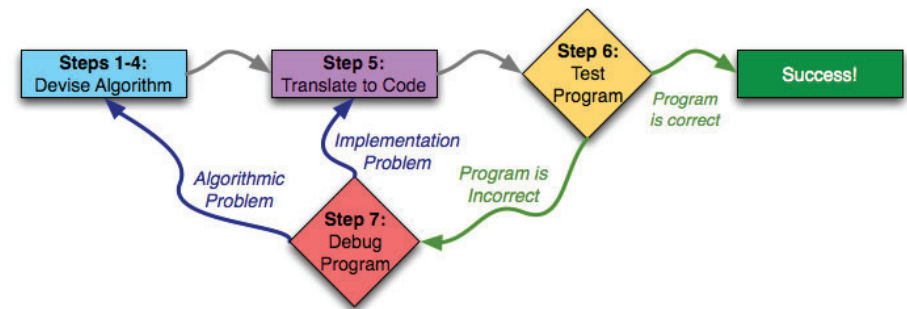 Steps 1-4:
Devise Algorithm
Step 5:
Translate to Code
Step 6:
Test
Program
Success!
Program
is correct
Implementation
Problem
Algorithmic
Problem
Program is
Incorrect
Step 7:
Debug
Program